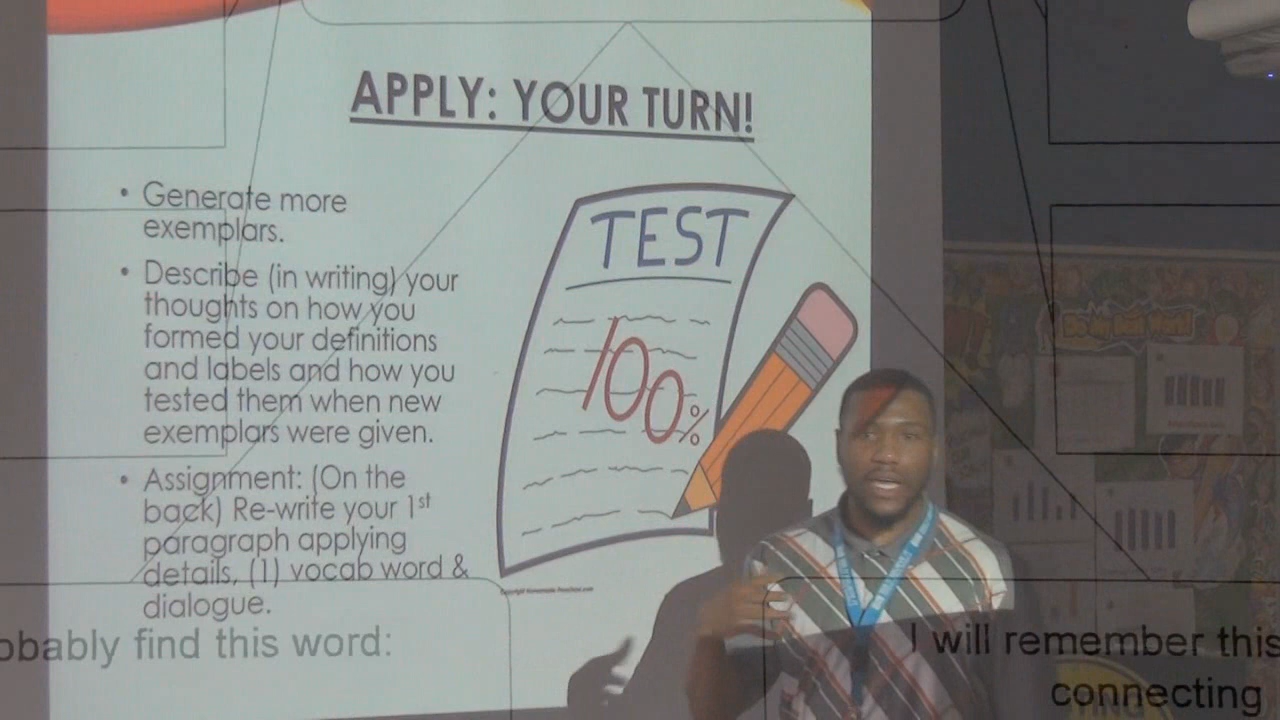 APPLY: YOUR TURN!
• Generate more
exemplars.
• Describe (in writing) your
thoughts on how you
formed your definitions
and labels and how you
tested them when new
exemplars were given.
• Assignment: (On the
back) Re-write your 1st
paragraph applying
details, (1) vocab word &
dialogue.
TEST
100%
obably find this word:
I will remember this
connecting